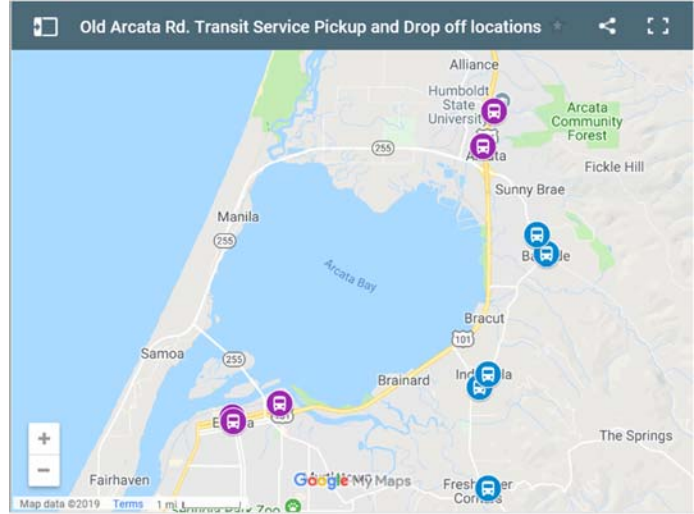 Old Arcata Rd. Transit Service Pickup and Drop off locations
Alliance
Humboldt
State
University
Arcata
Community
Forest
255
101
Fickle Hill
Sunny Brae
Manila
255
Arcata Bay
Bracut
101
Samoa
255
Brainard
101
The Springs
Fairhaven
Google My Maps
Map data ©2019 Terms 1 mi